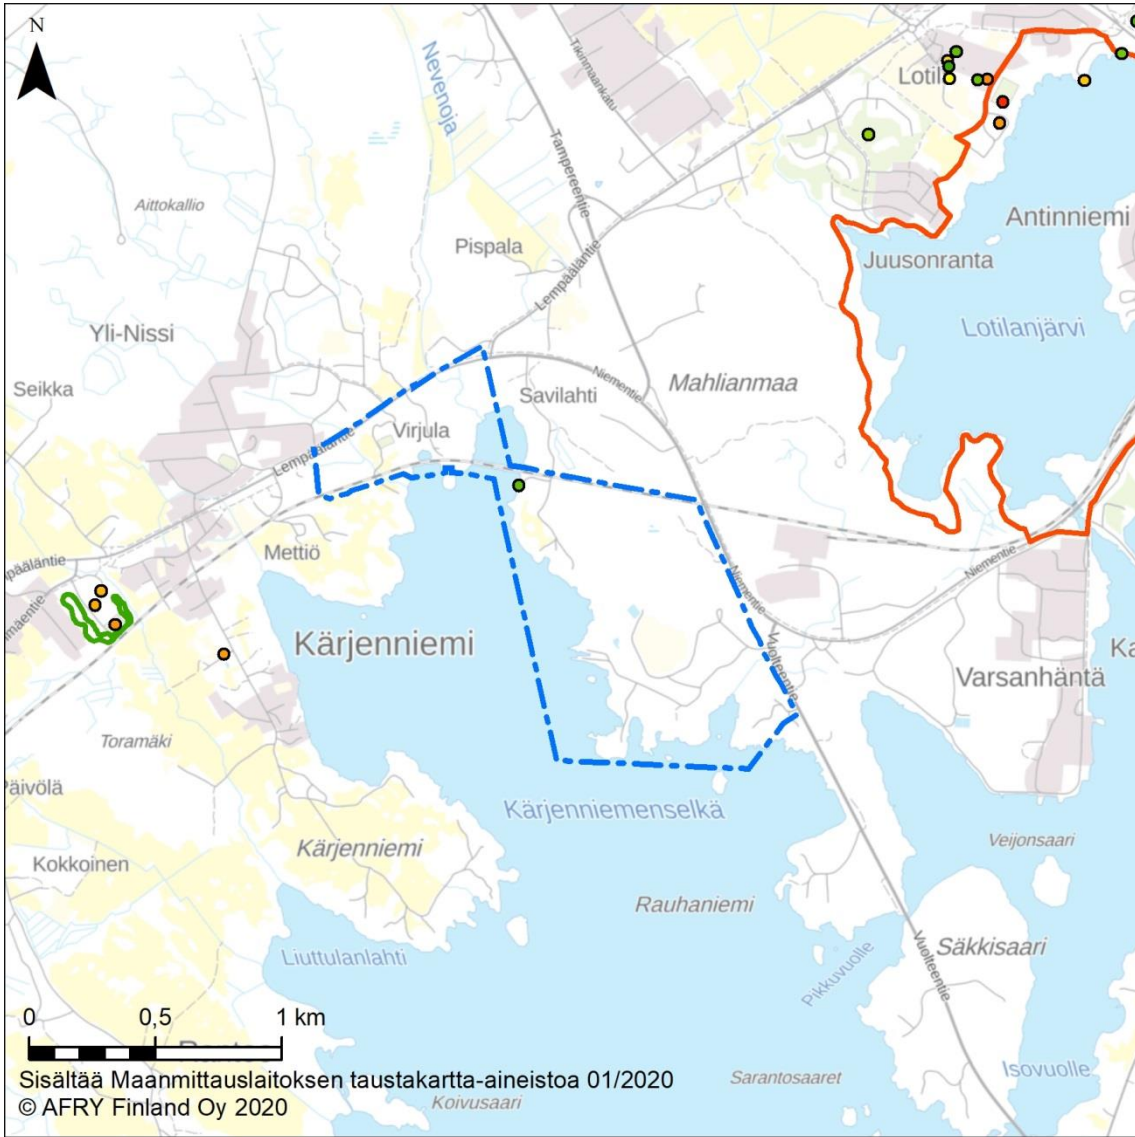 N
Nevenoja
Tikinmaankatu
Tampereentie
Lotil
Aittokallio
Pispala
Lempääläntie
Antinniemi
Juusonranta
Lotilanjärvi
Yli-Nissi
Seikka
Savilahti
Niementie
Mahlianmaa
Virjula
Lempääläntie
Mettiö
Niementie
Niementie
Kärjenniemi
Vuolteentie
Varsanhäntä
Toramäki
Kärjenniemenselkä
Kärjenniemi
Veijonsaari
Kokkoinen
Rauhaniemi
Säkkisaari
Liuttulanlahti
Pikkuvuolle
Vuolteentie
0 0,5 1 km
Isovuolle
Sarantosaaret
Sisältää Maanmittauslaitoksen taustakartta-aineistoa 01/2020
© AFRY Finland Oy 2020
Koivusaari